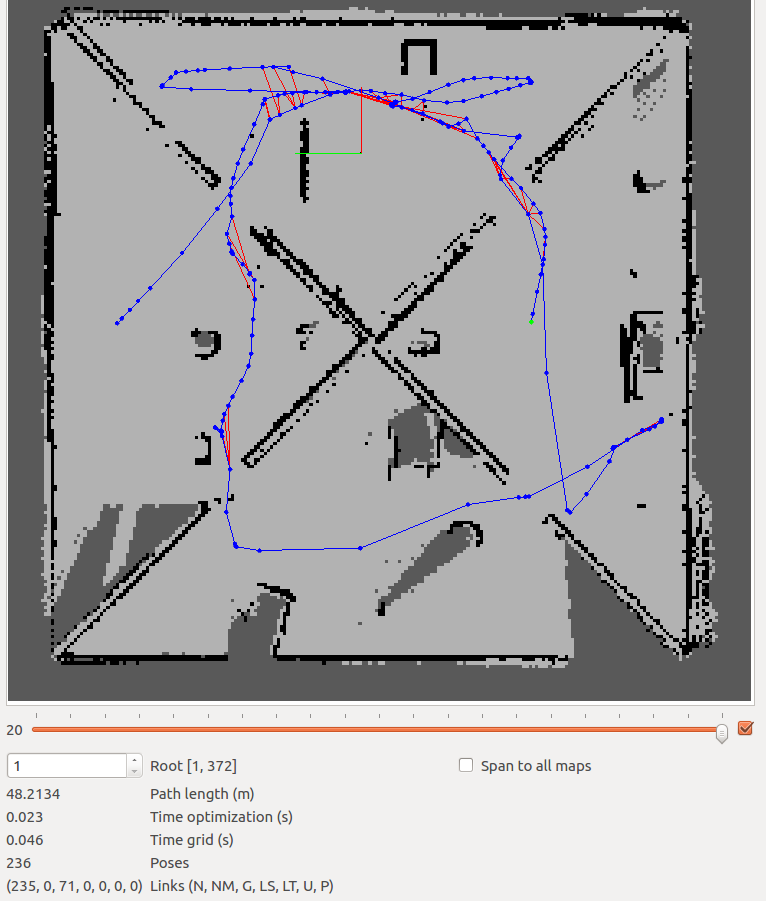 20
1 Root [1, 372] Span to all maps
48.2134 Path length (m)
0.023 Time optimization (s)
0.046 Time grid (s)
236 Poses
(235, 0, 71, 0, 0, 0, 0) Links (N, NM, G, LS, LT, U, P)